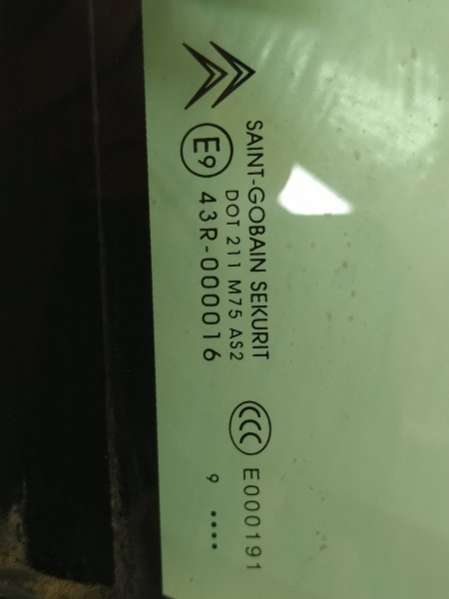 SAINT-GOBAIN SEKURIT
DOT 211 M75 AS2
E9 43R-000016
CCC E000191
9 ••••